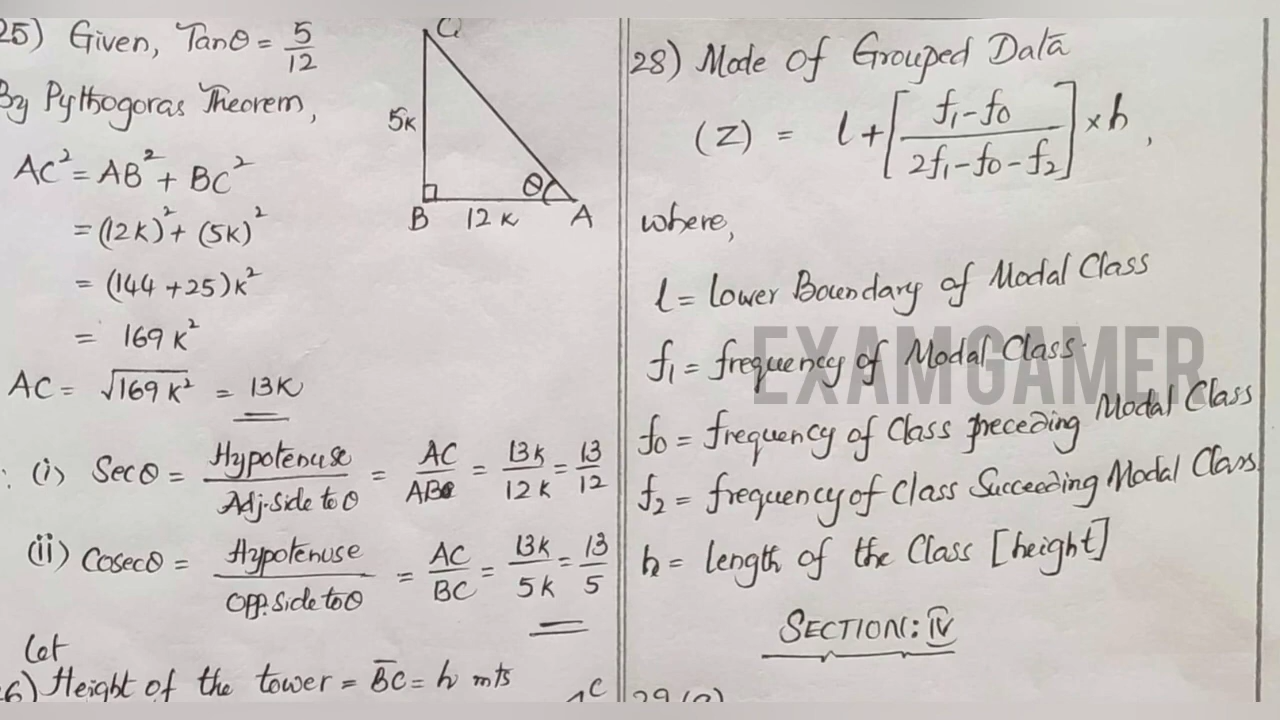 25) Given, Tanθ = 5/12
By Pythogoras Theorem,
AC² = AB² + BC²
= (12K)² + (5K)²
= (144 + 25)K²
= 169 K²
AC = √169 K² = 13K
C
5K
θ
B 12 K A
∴ (i) Secθ = Hypotenuse/Adj.side to θ = AC/AB = 13K/12K = 13/12
(ii) Cosecθ = Hypotenuse/Opp.side to θ = AC/BC = 13K/5K = 13/5
Let
26) Height of the tower = B̅C̅ = h mts
C
28) Mode of Grouped Data
(Z) = l + [f₁-f₀/2f₁-f₀-f₂] × h ,
where,
l = lower Boundary of Modal Class
f₁ = frequency of Modal Class.
f₀ = frequency of Class preceding Modal Class
f₂ = frequency of Class Succeeding Modal Class
h = length of the Class [height]
EXAMGAMER
SECTION: IV
29 (a)